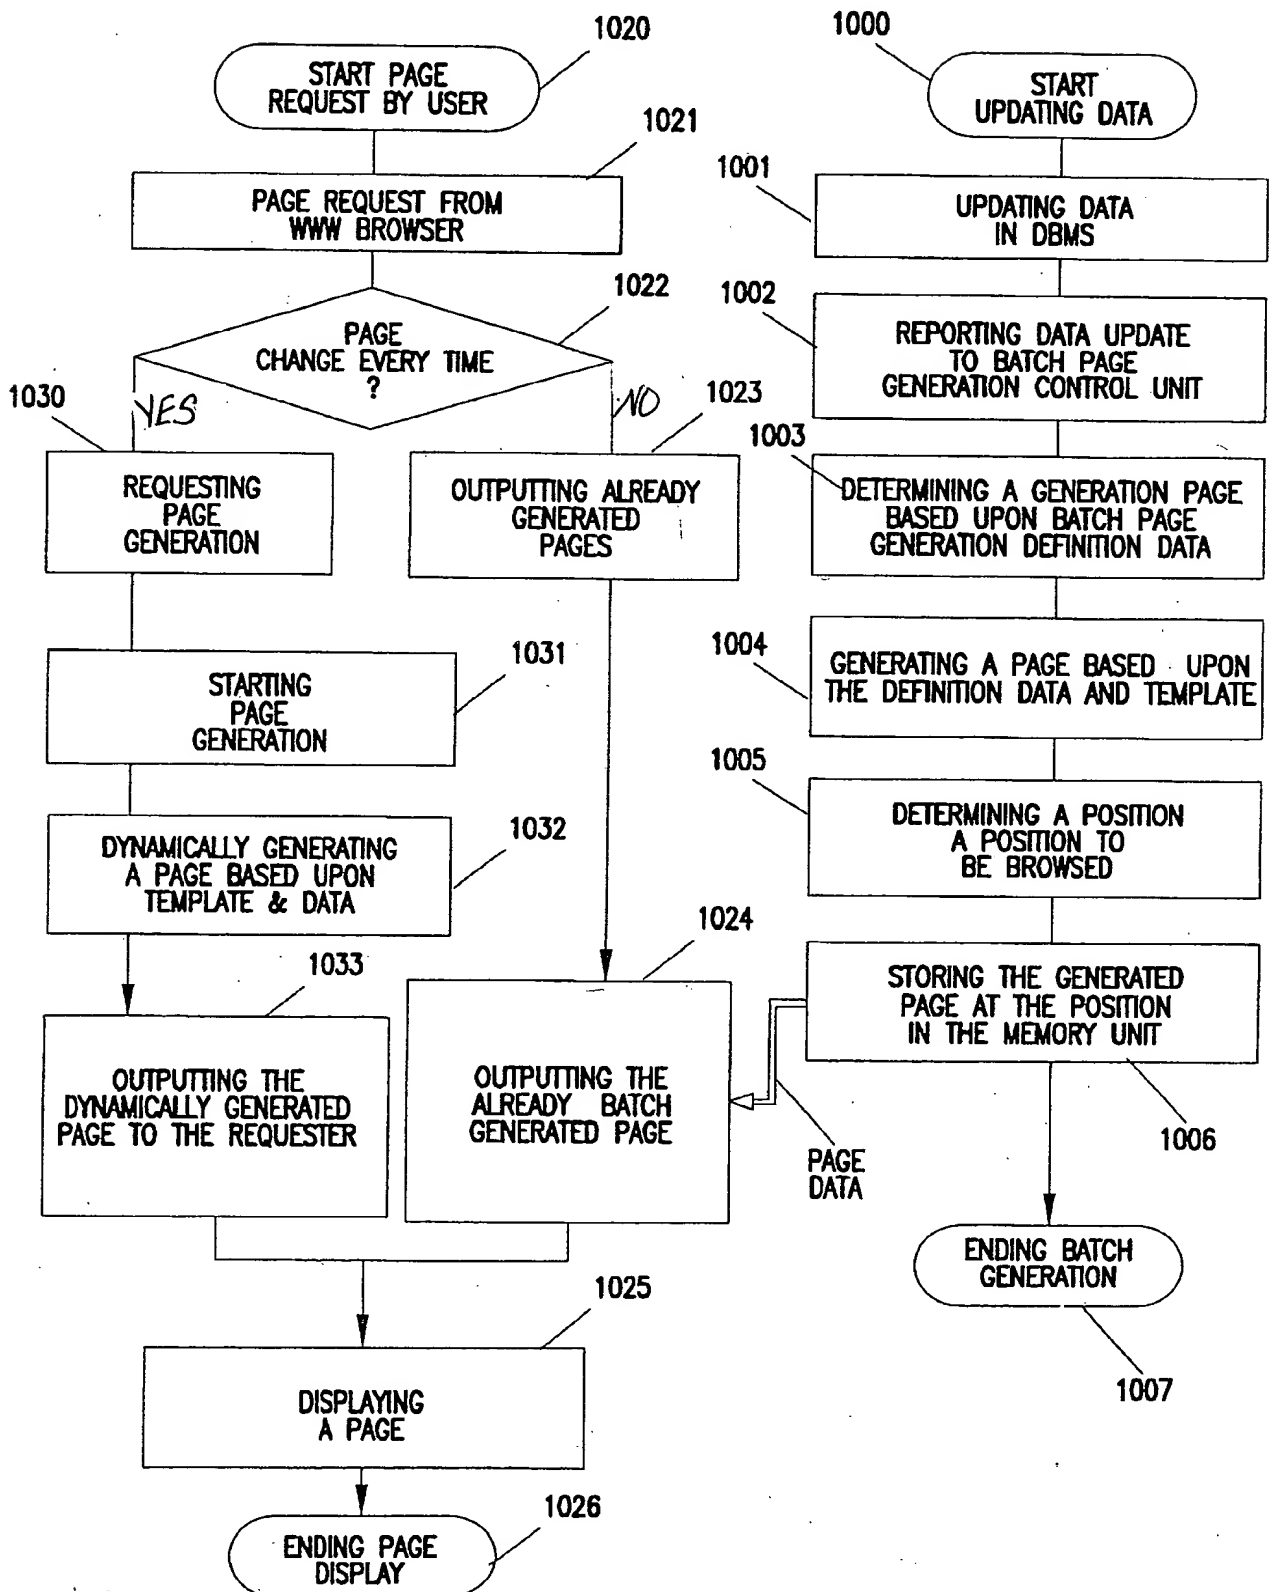 1020
START PAGE
REQUEST BY USER
1021
PAGE REQUEST FROM
WWW BROWSER
1022
PAGE
CHANGE EVERY TIME
?
YES
NO
1030
REQUESTING
PAGE
GENERATION
1023
OUTPUTTING ALREADY
GENERATED
PAGES
1031
STARTING
PAGE
GENERATION
1032
DYNAMICALLY GENERATING
A PAGE BASED UPON
TEMPLATE & DATA
1033
OUTPUTTING THE
DYNAMICALLY GENERATED
PAGE TO THE REQUESTER
1024
OUTPUTTING THE
ALREADY BATCH
GENERATED PAGE
1025
DISPLAYING
A PAGE
1026
ENDING PAGE
DISPLAY
1000
START
UPDATING DATA
1001
UPDATING DATA
IN DBMS
1002
REPORTING DATA UPDATE
TO BATCH PAGE
GENERATION CONTROL UNIT
1003
DETERMINING A GENERATION PAGE
BASED UPON BATCH PAGE
GENERATION DEFINITION DATA
1004
GENERATING A PAGE BASED UPON
THE DEFINITION DATA AND TEMPLATE
1005
DETERMINING A POSITION
A POSITION TO
BE BROWSED
STORING THE GENERATED
PAGE AT THE POSITION
IN THE MEMORY UNIT
1006
PAGE
DATA
ENDING BATCH
GENERATION
1007